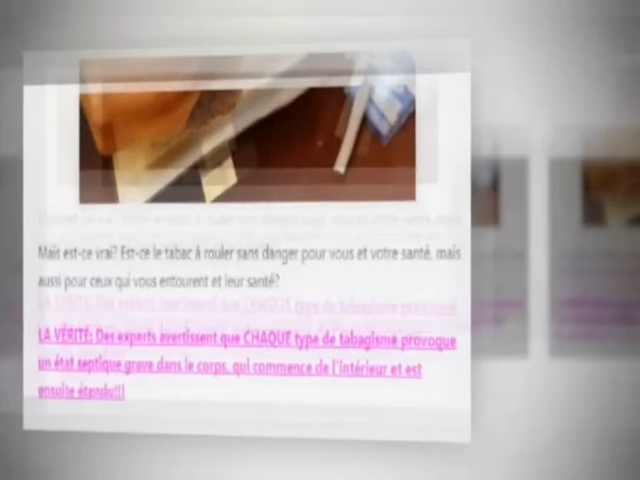 Mais est-ce vrai? Est-ce le tabac à rouler sans danger pour vous et votre santé, mais
aussi pour ceux qui vous entourent et leur santé?
LA VÉRITÉ: Des experts avertissent que CHAQUE type de tabagisme provoque
un état septique grave dans le corps, qui commence de l'intérieur et est
ensuite étendu!!!